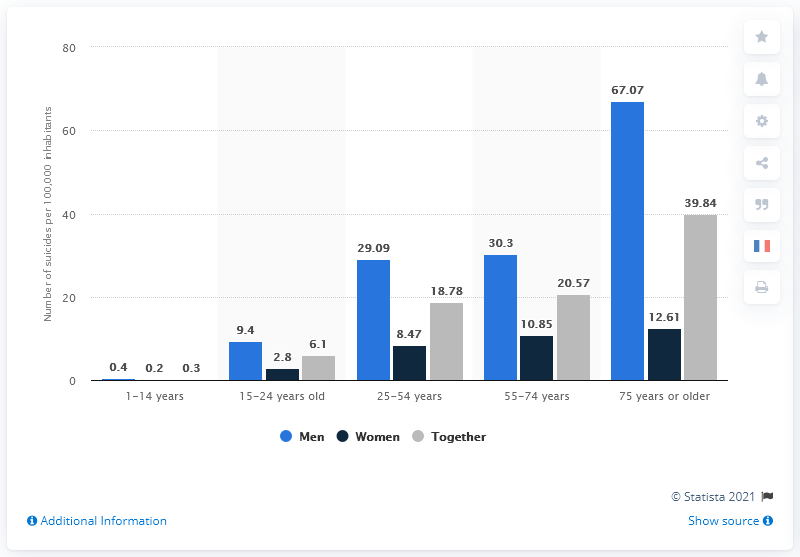 80
60
40
20
0
Number of suicides per 100,000 inhabitants
0.4 0.2 0.3
9.4 2.8 6.1
29.09 8.47 18.78
30.3 10.85 20.57
67.07 12.61 39.84
1-14 years 15-24 years old 25-54 years 55-74 years 75 years or older
Men Women Together
© Statista 2021
Additional Information Show source